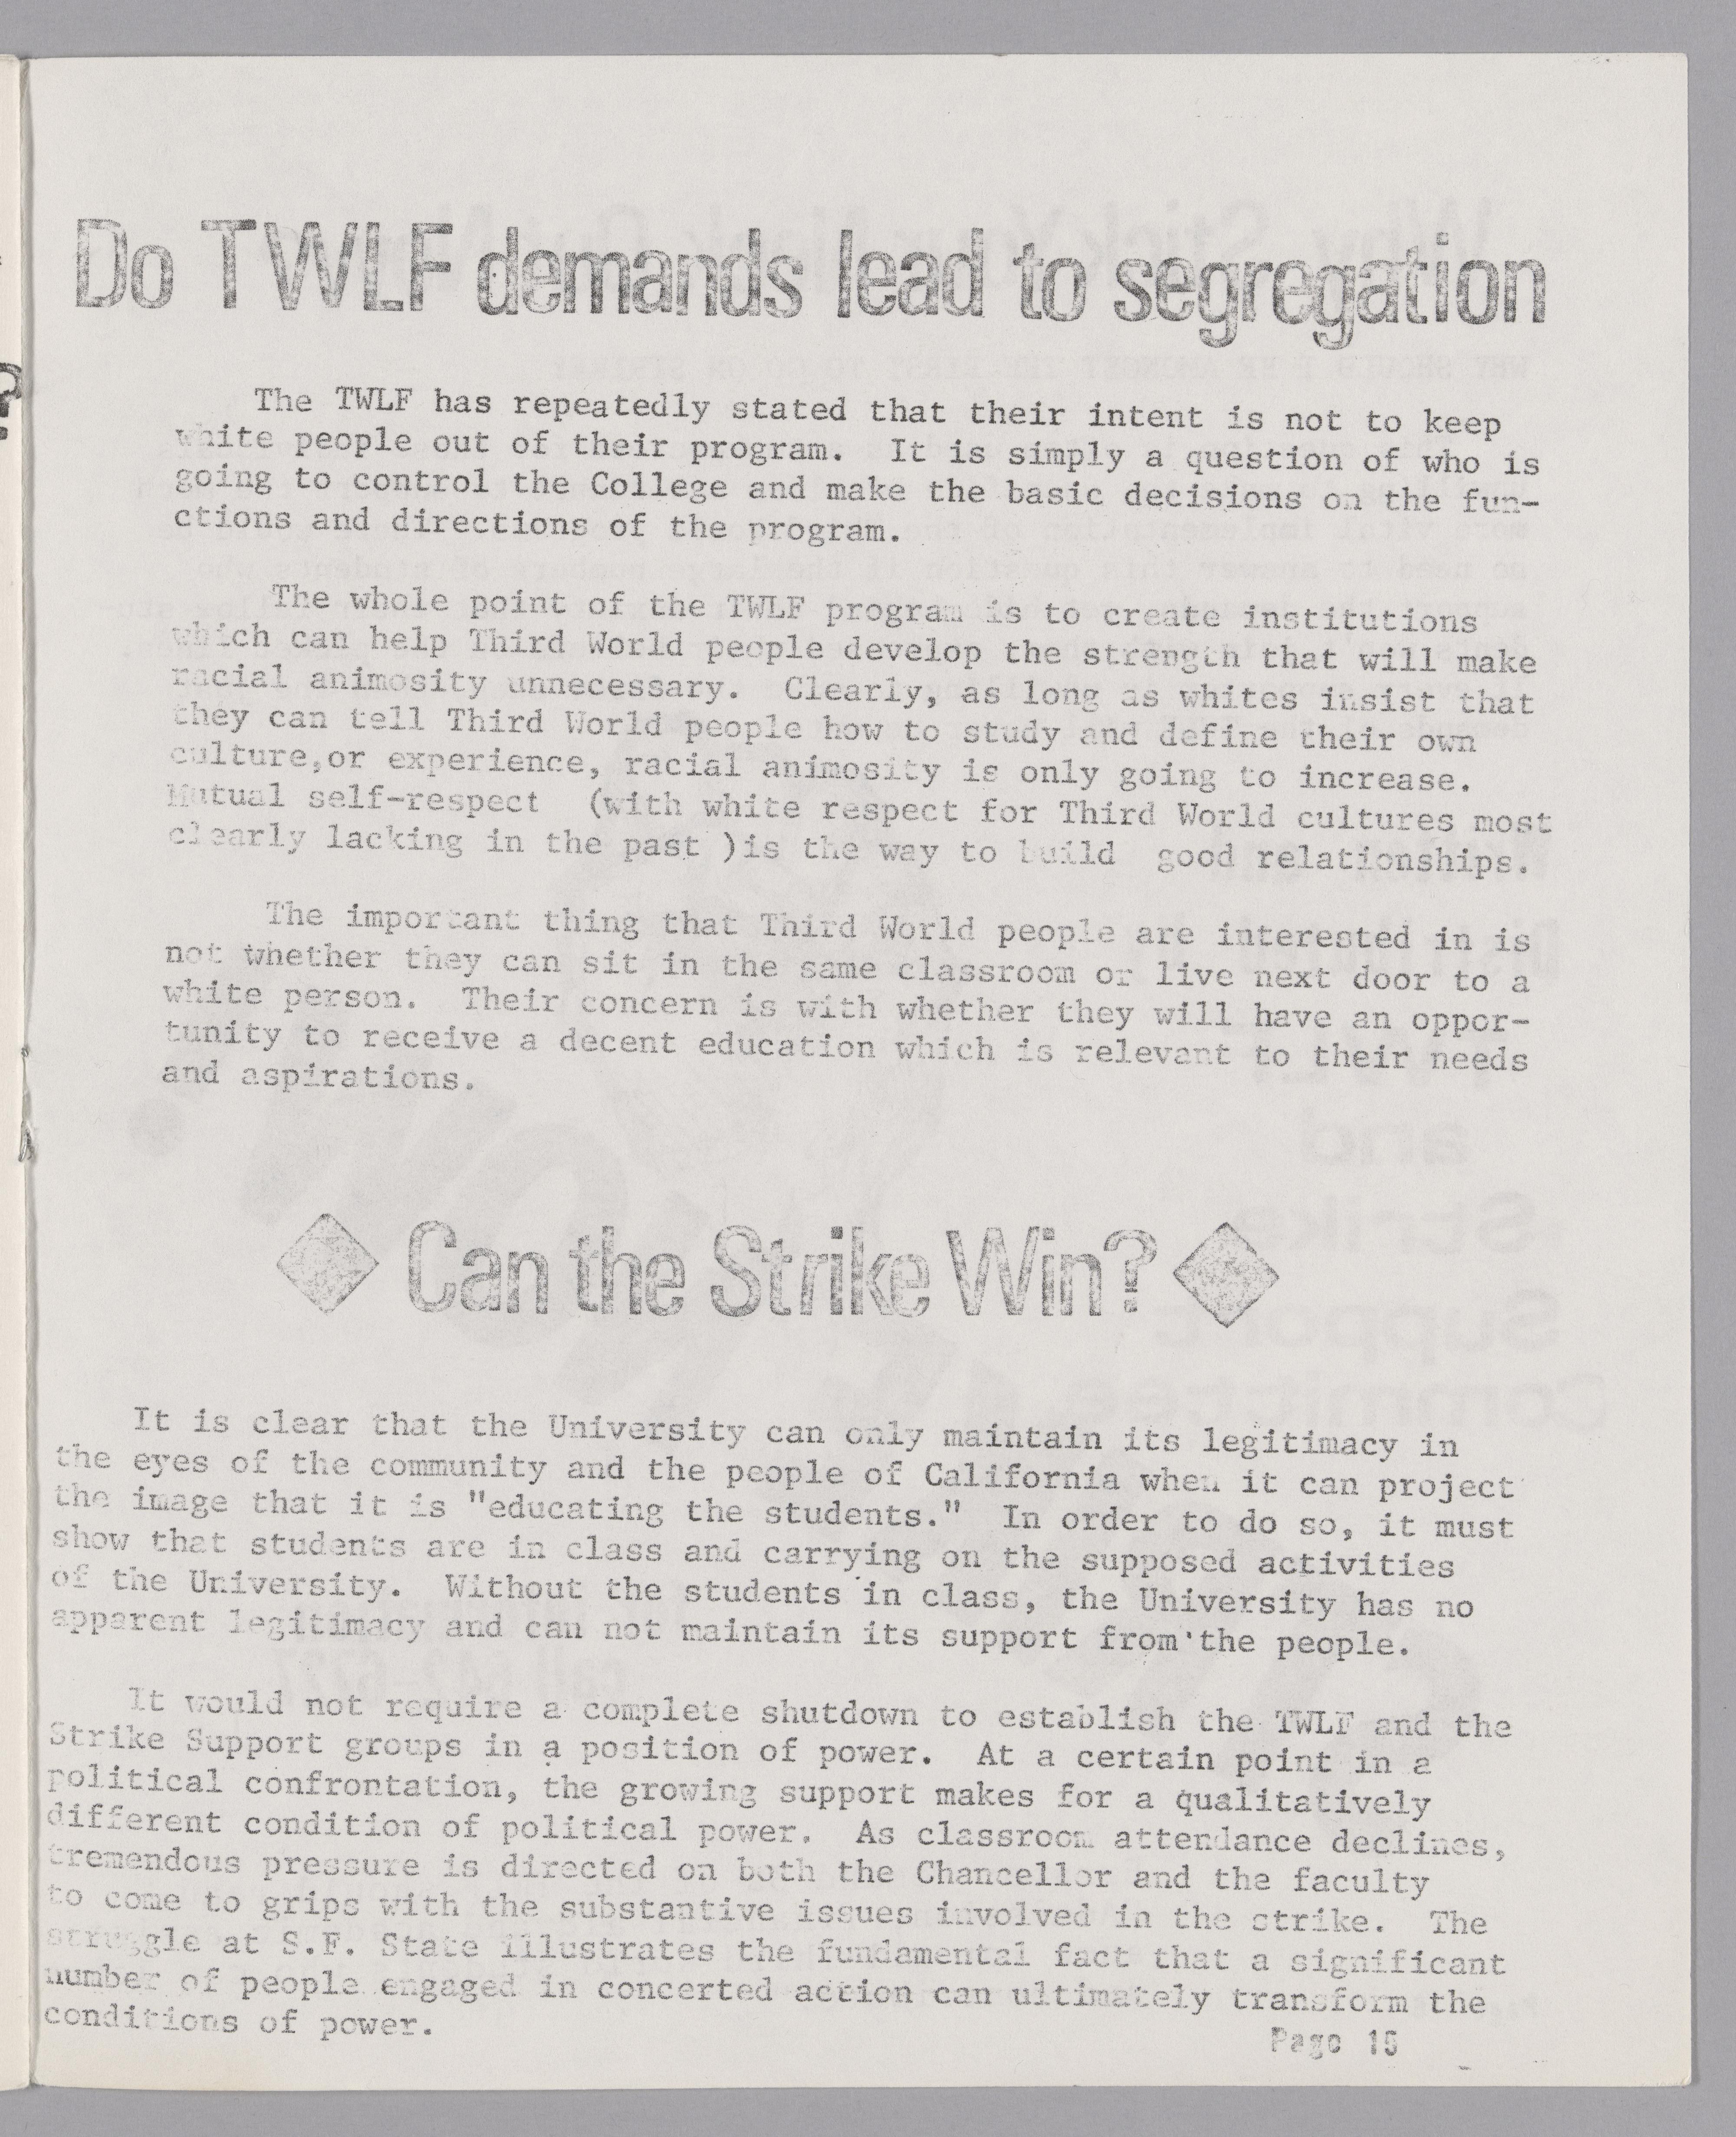 Do TWLF demands lead to segregation
?
The TWLF has repeatedly stated that their intent is not to keep
white people out of their program. It is simply a question of who is
going to control the College and make the basic decisions on the fun-
ctions and directions of the program.
The whole point of the TWLF program is to create institutions
which can help Third World people develop the strength that will make
racial animosity unnecessary. Clearly, as long as whites insist that
they can tell Third World people how to study and define their own
culture,or experience, racial animosity is only going to increase.
Mutual self-respect (with white respect for Third World cultures most
clearly lacking in the past )is the way to build good relationships.
The important thing that Third World people are interested in is
not whether they can sit in the same classroom or live next door to a
white person. Their concern is with whether they will have an oppor-
tunity to receive a decent education which is relevant to their needs
and aspirations.
Can the Strike Win?
It is clear that the University can only maintain its legitimacy in
the eyes of the community and the people of California when it can project
the image that it is "educating the students." In order to do so, it must
show that students are in class and carrying on the supposed activities
of the University. Without the students in class, the University has no
apparent legitimacy and can not maintain its support from the people.
It would not require a complete shutdown to establish the TWLF and the
Strike Support groups in a position of power. At a certain point in a
political confrontation, the growing support makes for a qualitatively
different condition of political power. As classroom attendance declines,
tremendous pressure is directed on both the Chancellor and the faculty
to come to grips with the substantive issues involved in the strike. The
struggle at S.F. State illustrates the fundamental fact that a significant
number of people engaged in concerted action can ultimately transform the
conditions of power.
Page 15